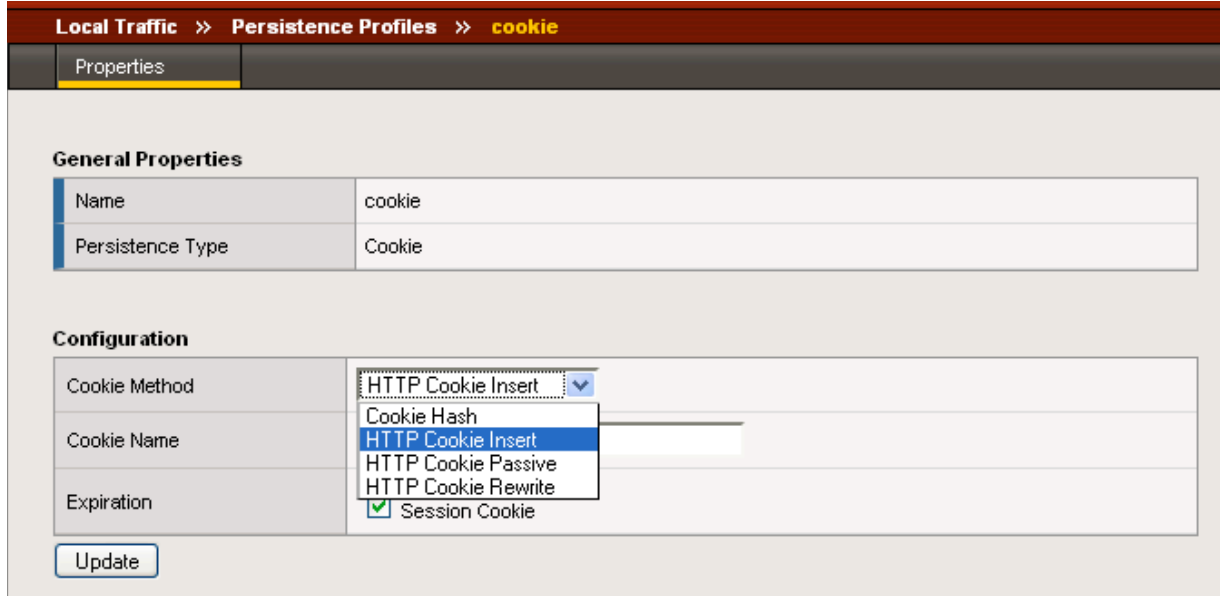 Local Traffic » Persistence Profiles » cookie
Properties
General Properties
Name cookie
Persistence Type Cookie
Configuration
Cookie Method HTTP Cookie Insert
Cookie Hash
Cookie Name HTTP Cookie Insert
HTTP Cookie Passive
HTTP Cookie Rewrite
Expiration Session Cookie
Update